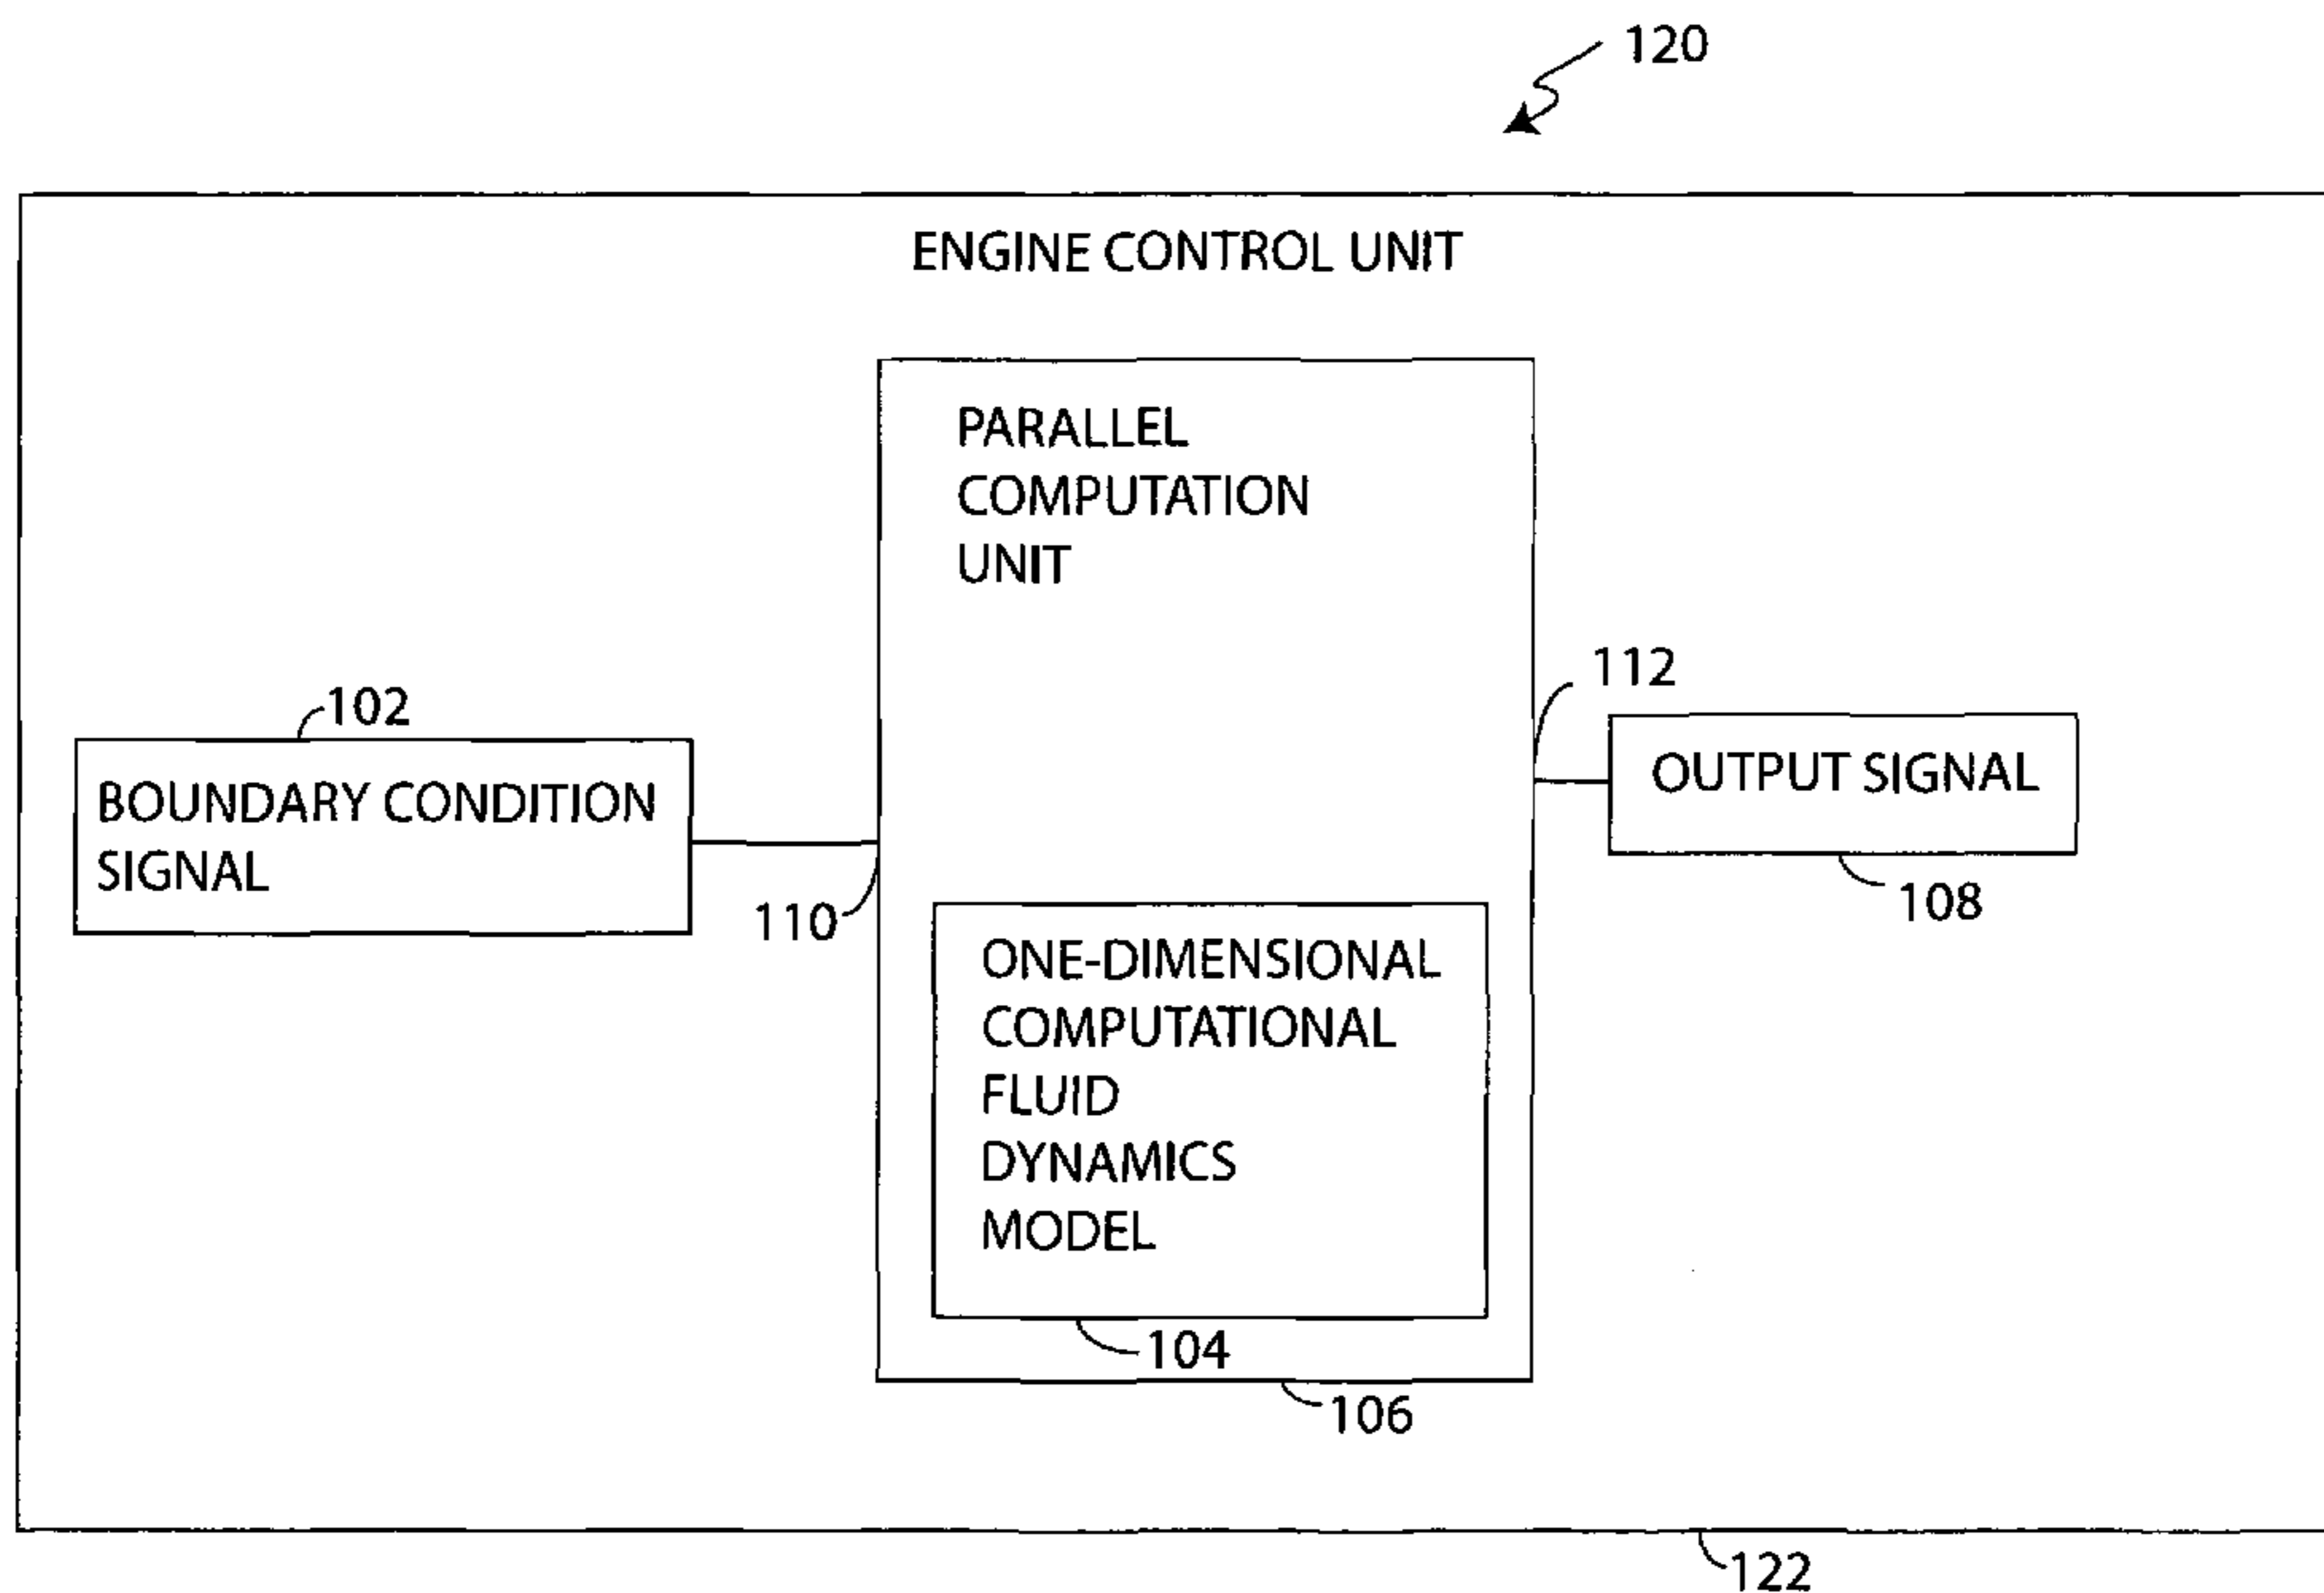 120
ENGINE CONTROL UNIT
PARALLEL
COMPUTATION
UNIT
112
102
OUTPUT SIGNAL
BOUNDARY CONDITION
SIGNAL
108
110
ONE-DIMENSIONAL
COMPUTATIONAL
FLUID
DYNAMICS
MODEL
104
106
122